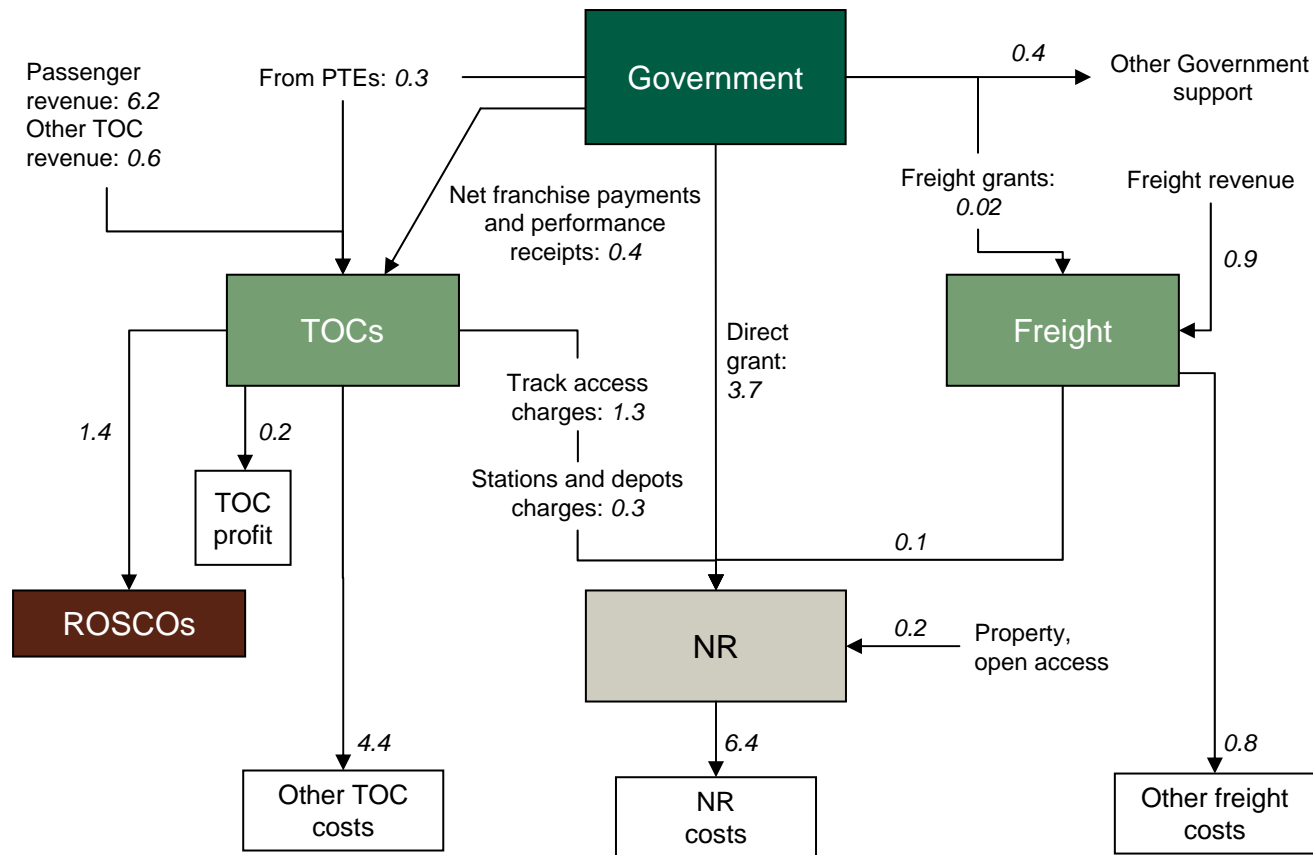 Government
0.4
Other Government
support
Passenger
revenue: 6.2
Other TOC
revenue: 0.6
From PTEs: 0.3
Net franchise payments
and performance
receipts: 0.4
Freight grants:
0.02
Freight revenue
0.9
TOCs
Freight
Direct
grant:
3.7
Track access
charges: 1.3
Stations and depots
charges: 0.3
1.4
0.2
TOC
profit
0.1
ROSCOs
NR
0.2
Property,
open access
4.4
6.4
0.8
Other TOC
costs
NR
costs
Other freight
costs